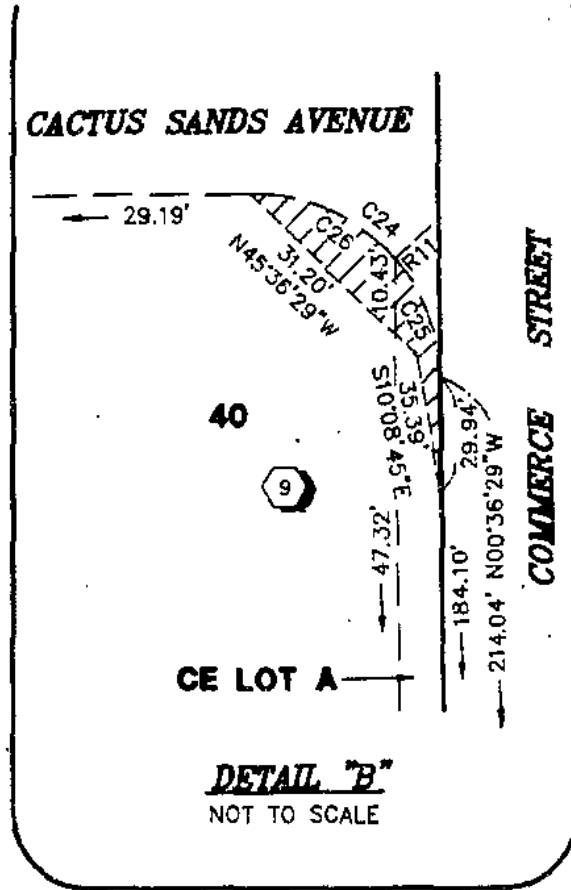 CACTUS SANDS AVENUE
29.19'
C24
C26
R11
31.20'
N45°36'29"W
10.43'
C25
COMMERCE STREET
35.39'
S10°08'45"E
29.94'
40
9
47.32'
184.10'
214.04' N00°36'29"W
CE LOT A
DETAIL "B"
NOT TO SCALE